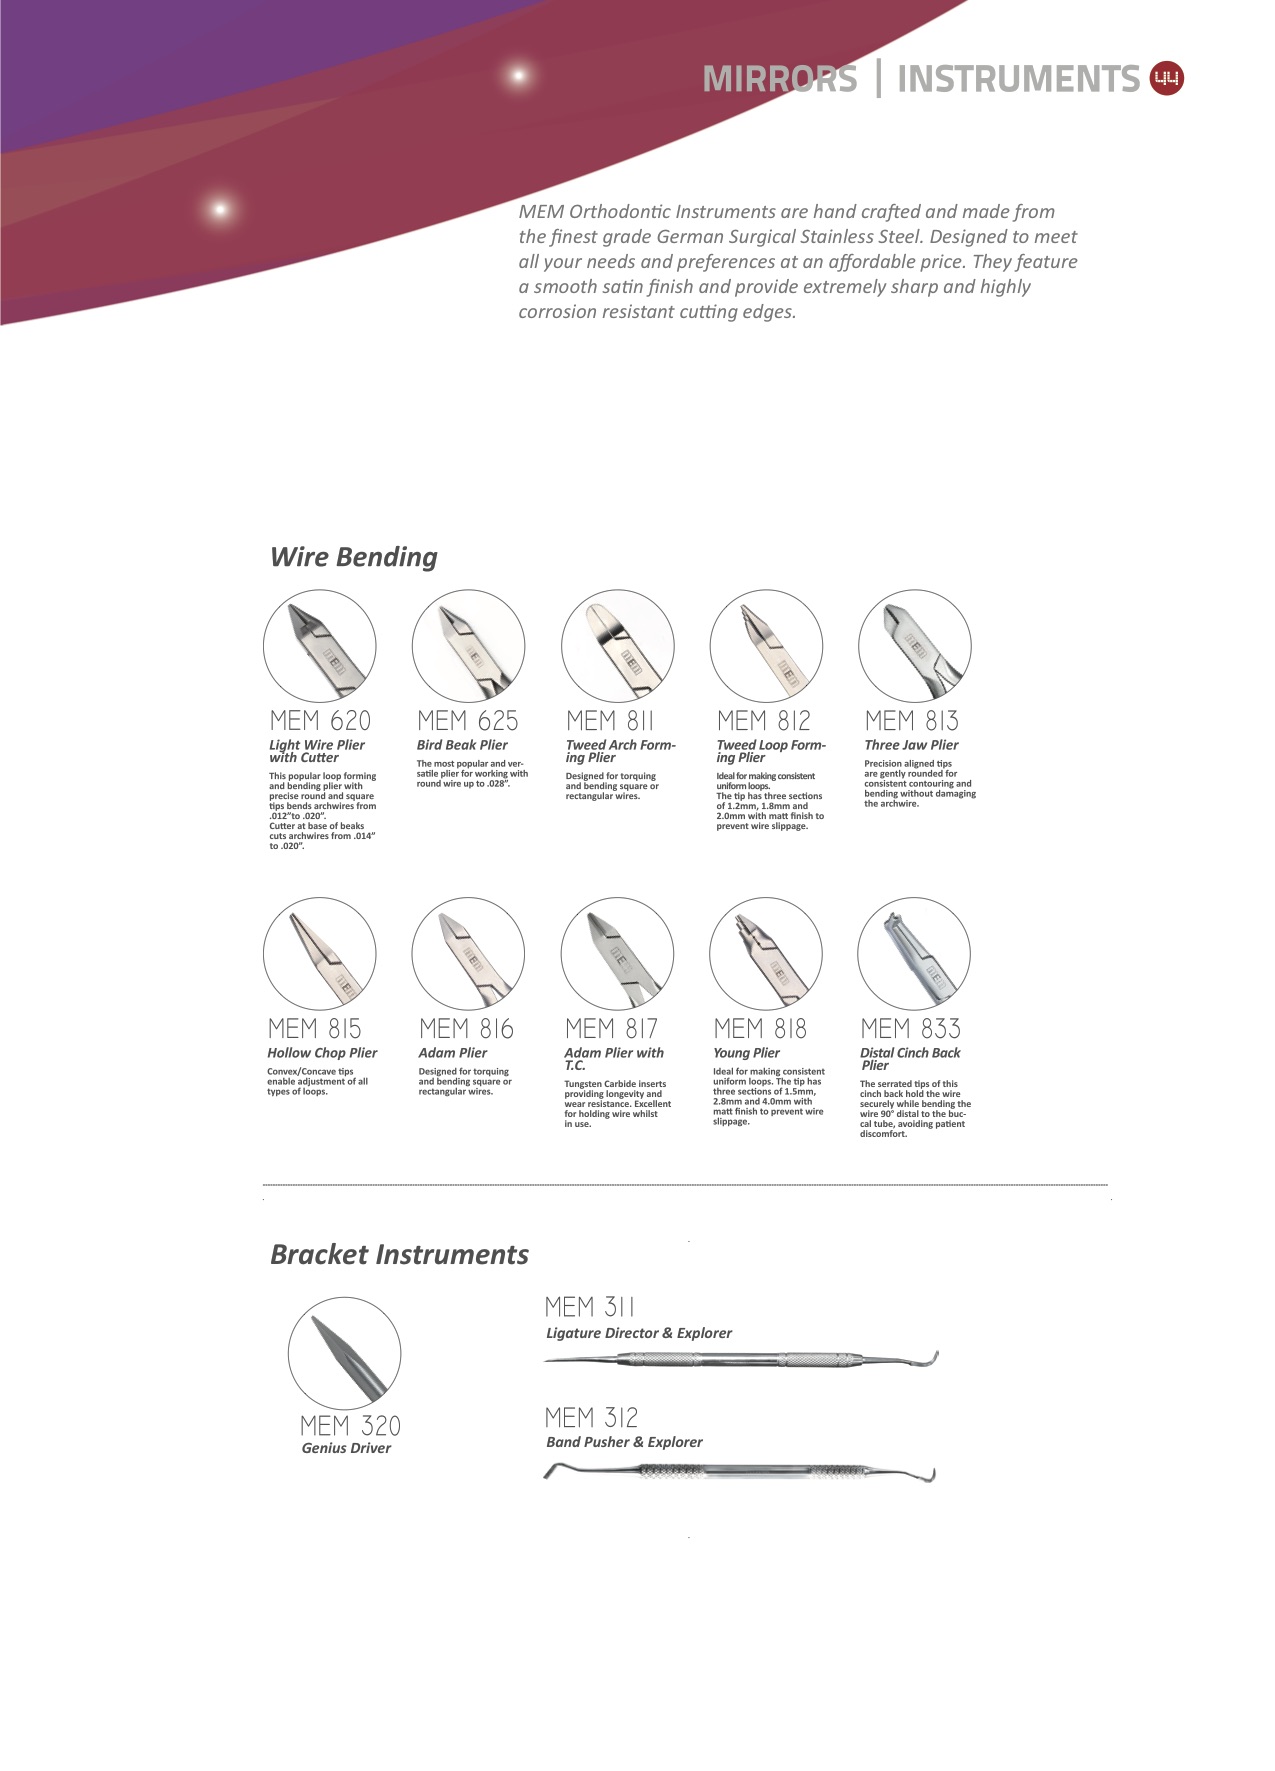 MIRRORS | INSTRUMENTS 44
MEM Orthodontic Instruments are hand crafted and made from
the finest grade German Surgical Stainless Steel. Designed to meet
all your needs and preferences at an affordable price. They feature
a smooth satin finish and provide extremely sharp and highly
corrosion resistant cutting edges.
Wire Bending
MEM 620
Light Wire Plier
with Cutter
This popular loop forming
and bending plier with
precise round and square
tips bends archwires from
.012”to .020”.
Cutter at base of beaks
cuts archwires from .014”
to .020”.
MEM 625
Bird Beak Plier
The most popular and ver-
satile plier for working with
round wire up to .028”.
MEM 811
Tweed Arch Form-
ing Plier
Designed for torquing
and bending square or
rectangular wires.
MEM 812
Tweed Loop Form-
ing Plier
Ideal for making consistent
uniform loops.
The tip has three sections
of 1.2mm, 1.8mm and
2.0mm with matt finish to
prevent wire slippage.
MEM 813
Three Jaw Plier
Precision aligned tips
are gently rounded for
consistent contouring and
bending without damaging
the archwire.
MEM 815
Hollow Chop Plier
Convex/Concave tips
enable adjustment of all
types of loops.
MEM 816
Adam Plier
Designed for torquing
and bending square or
rectangular wires.
MEM 817
Adam Plier with
T.C.
Tungsten Carbide inserts
providing longevity and
wear resistance. Excellent
for holding wire whilst
in use.
MEM 818
Young Plier
Ideal for making consistent
uniform loops. The tip has
three sections of 1.5mm,
2.8mm and 4.0mm with
matt finish to prevent wire
slippage.
MEM 833
Distal Cinch Back
Plier
The serrated tips of this
cinch back hold the wire
securely while bending the
wire 90° distal to the buc-
cal tube, avoiding patient
discomfort.
Bracket Instruments
MEM 320
Genius Driver
MEM 311
Ligature Director & Explorer
MEM 312
Band Pusher & Explorer